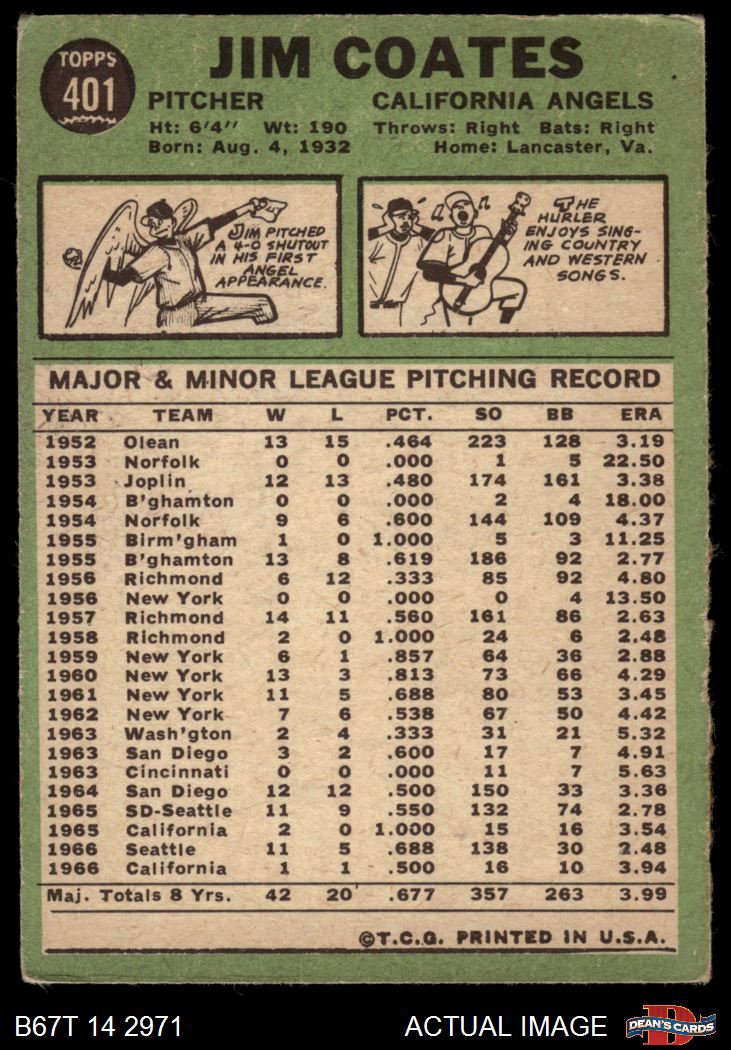 TOPPS
401
JIM COATES
PITCHER CALIFORNIA ANGELS
Ht: 6'4" Wt: 190 Throws: Right Bats: Right
Born: Aug. 4, 1932 Home: Lancaster, Va.
JIM PITCHED
A 4-0 SHUTOUT
IN HIS FIRST
ANGEL
APPEARANCE.
THE
HURLER
ENJOYS SING-
ING COUNTRY
AND WESTERN
SONGS.
MAJOR & MINOR LEAGUE PITCHING RECORD
YEAR TEAM W L PCT. SO BB ERA
1952 Olean 13 15 .464 223 128 3.19
1953 Norfolk 0 0 .000 1 5 22.50
1953 Joplin 12 13 .480 174 161 3.38
1954 B'ghamton 0 0 .000 2 4 18.00
1954 Norfolk 9 6 .600 144 109 4.37
1955 Birm'gham 1 0 1.000 5 3 11.25
1955 B'ghamton 13 8 .619 186 92 2.77
1956 Richmond 6 12 .333 85 92 4.80
1956 New York 0 0 .000 0 4 13.50
1957 Richmond 14 11 .560 161 86 2.63
1958 Richmond 2 0 1.000 24 6 2.48
1959 New York 6 1 .857 64 36 2.88
1960 New York 13 3 .813 73 66 4.29
1961 New York 11 5 .688 80 53 3.45
1962 New York 7 6 .538 67 50 4.42
1963 Wash'gton 2 4 .333 31 21 5.32
1963 San Diego 3 2 .600 17 7 4.91
1963 Cincinnati 0 0 .000 11 7 5.63
1964 San Diego 12 12 .500 150 33 3.36
1965 SD-Seattle 11 9 .550 132 74 2.78
1965 California 2 0 1.000 15 16 3.54
1966 Seattle 11 5 .688 138 30 2.48
1966 California 1 1 .500 16 10 3.94
Maj. Totals 8 Yrs. 42 20 .677 357 263 3.99
©T.C.G. PRINTED IN U.S.A.
B67T 14 2971 ACTUAL IMAGE
D
DEAN'S CARDS